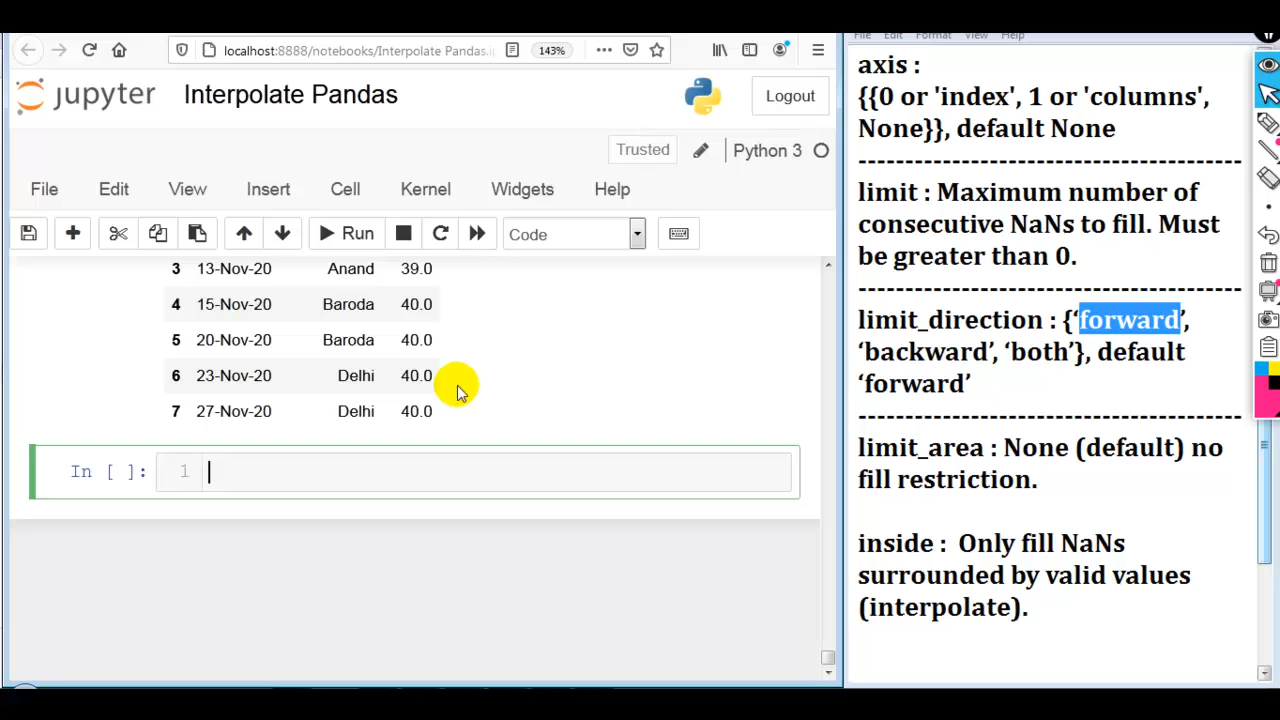 localhost:8888/notebooks/Interpolate Pandas.i
143%
jupyter Interpolate Pandas
Logout
Trusted
Python 3
File Edit View Insert Cell Kernel Widgets Help
Run
Code
3 13-Nov-20 Anand 39.0
4 15-Nov-20 Baroda 40.0
5 20-Nov-20 Baroda 40.0
6 23-Nov-20 Delhi 40.0
7 27-Nov-20 Delhi 40.0
In [ ]: 1
File Edit Format View Help
axis :
{{0 or 'index', 1 or 'columns',
None}}, default None
----------------------------------------
limit : Maximum number of
consecutive NaNs to fill. Must
be greater than 0.
----------------------------------------
limit_direction : {‘forward’,
‘backward’, ‘both’}, default
‘forward’
----------------------------------------
limit_area : None (default) no
fill restriction.
inside :  Only fill NaNs
surrounded by valid values
(interpolate).